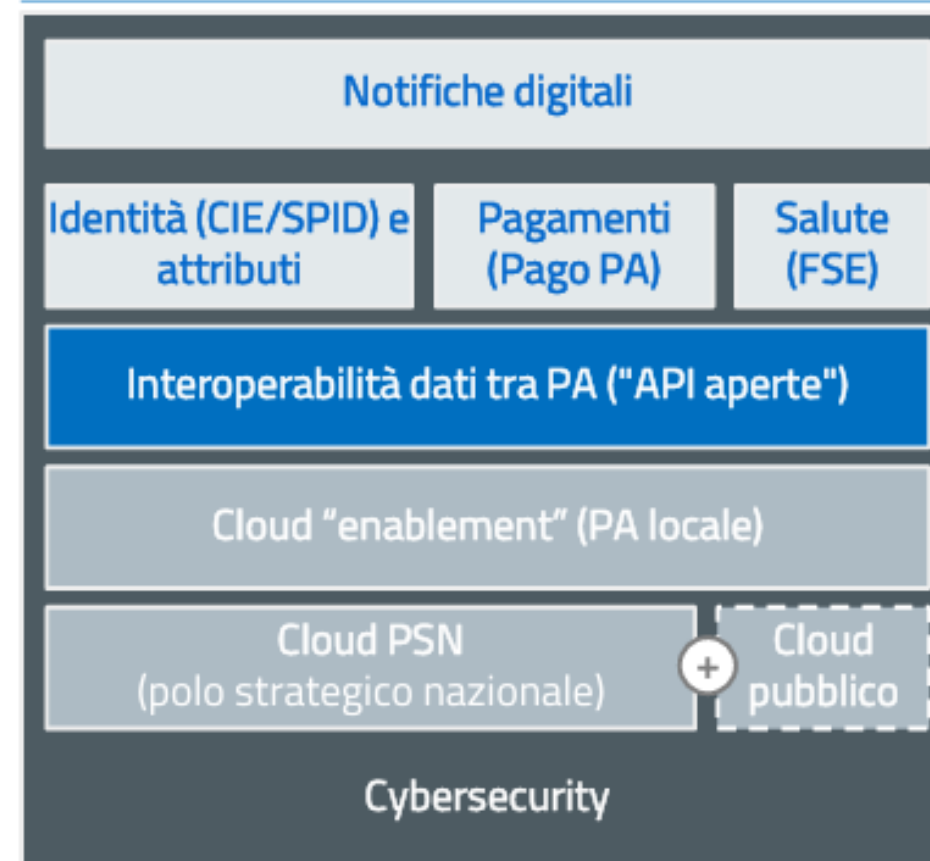 Notifiche digitali
Identità (CIE/SPID) e
attributi
Pagamenti
(Pago PA)
Salute
(FSE)
Interoperabilità dati tra PA ("API aperte")
Cloud “enablement” (PA locale)
Cloud PSN
(polo strategico nazionale)
+
Cloud
pubblico
Cybersecurity